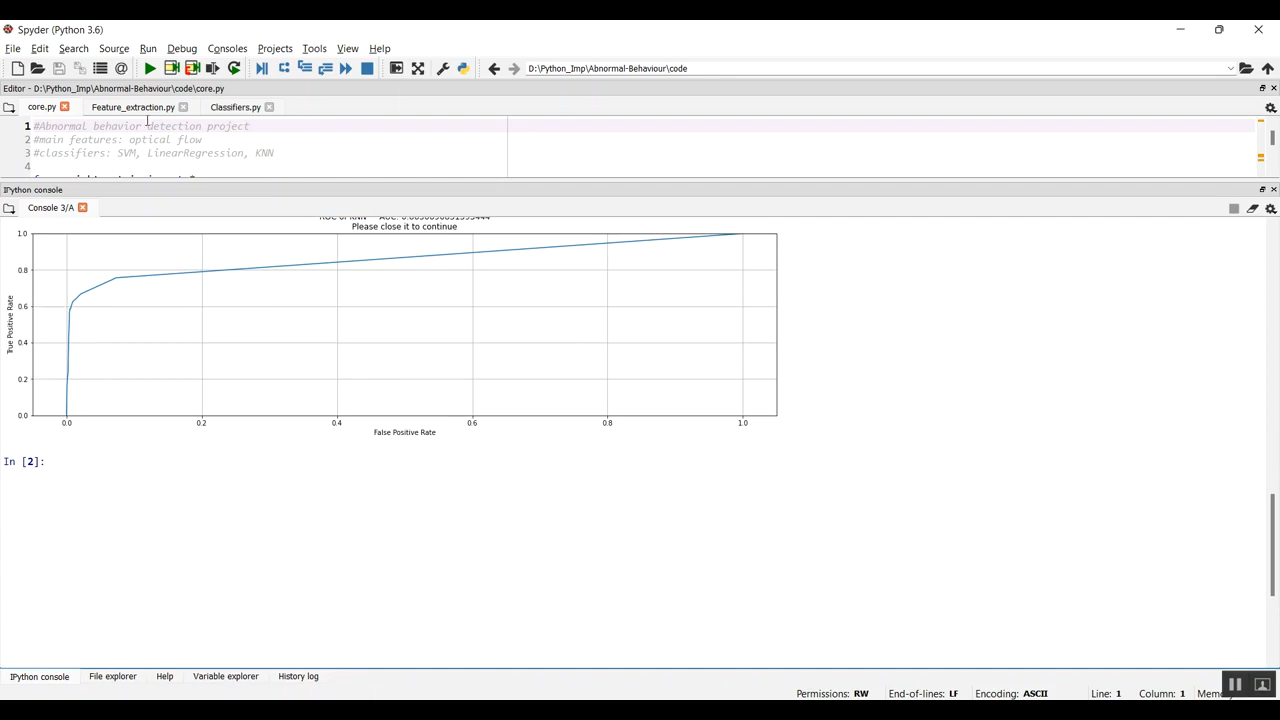 Spyder (Python 3.6)
File Edit Search Source Run Debug Consoles Projects Tools View Help
D:\Python_Imp\Abnormal-Behaviour\code
Editor - D:\Python_Imp\Abnormal-Behaviour\code\core.py
core.py Feature_extraction.py Classifiers.py
1 #Abnormal behavior detection project
2 #main features: optical flow
3 #classifiers: SVM, LinearRegression, KNN
4
IPython console
Console 3/A
Please close it to continue
1.0
0.8
0.6
0.4
0.2
0.0
True Positive Rate
0.0 0.2 0.4 0.6 0.8 1.0
False Positive Rate
In [2]:
IPython console File explorer Help Variable explorer History log
Permissions: RW End-of-lines: LF Encoding: ASCII Line: 1 Column: 1